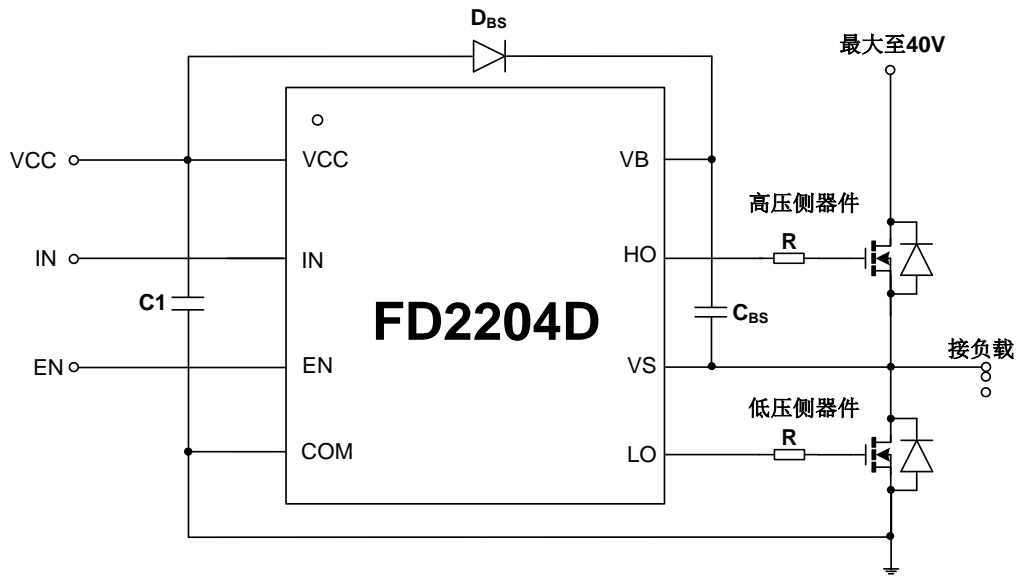 DBS
最大至40V
VCC
VCC
VB
高压侧器件
R
IN
IN
HO
C1
FD2204D
CBS
EN
EN
VS
接负载
低压侧器件
R
COM
LO